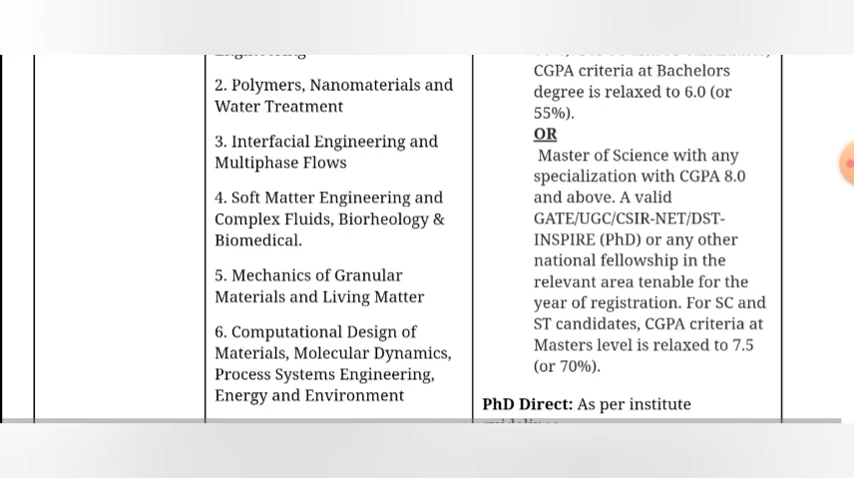 2. Polymers, Nanomaterials and
Water Treatment
3. Interfacial Engineering and
Multiphase Flows
4. Soft Matter Engineering and
Complex Fluids, Biorheology &
Biomedical.
5. Mechanics of Granular
Materials and Living Matter
6. Computational Design of
Materials, Molecular Dynamics,
Process Systems Engineering,
Energy and Environment
CGPA criteria at Bachelors
degree is relaxed to 6.0 (or
55%).
OR
Master of Science with any
specialization with CGPA 8.0
and above. A valid
GATE/UGC/CSIR-NET/DST-
INSPIRE (PhD) or any other
national fellowship in the
relevant area tenable for the
year of registration. For SC and
ST candidates, CGPA criteria at
Masters level is relaxed to 7.5
(or 70%).
PhD Direct: As per institute